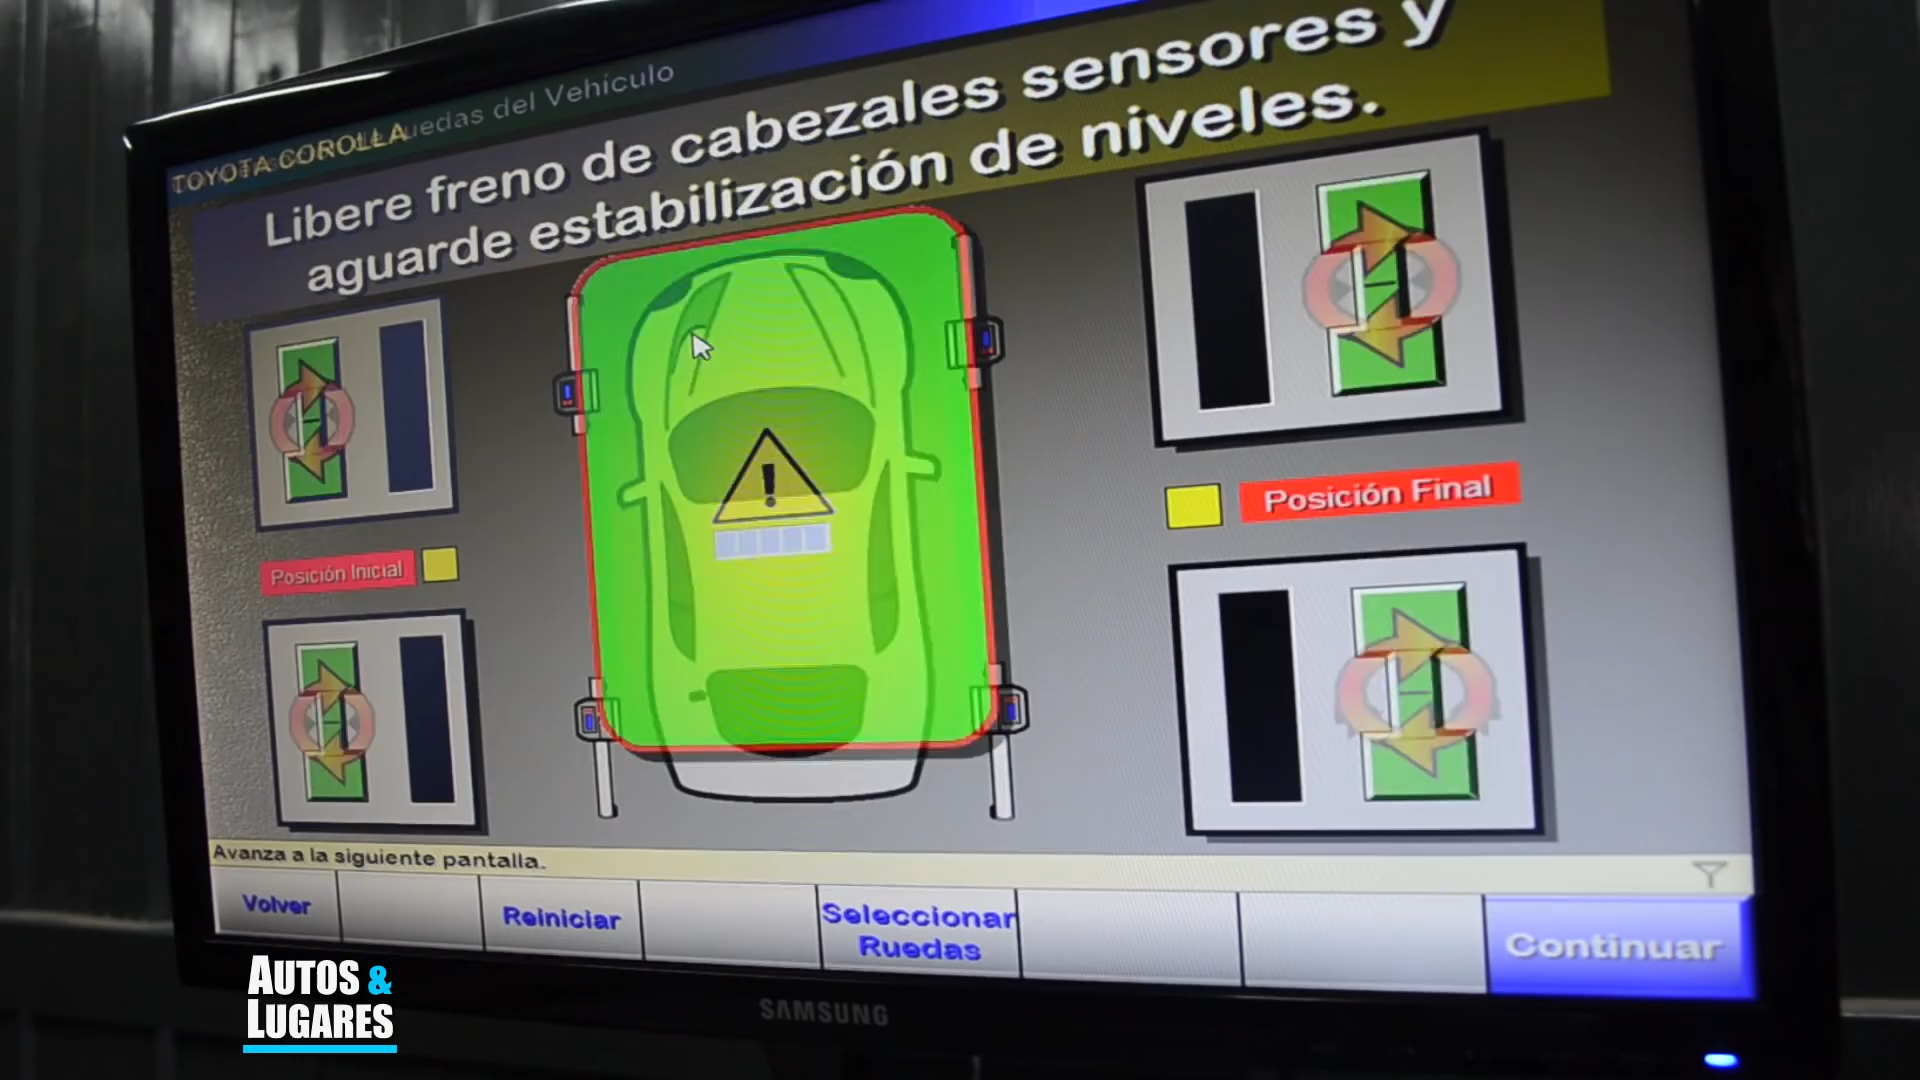 TOYOTA COROLLA
uedas del Vehículo
Libere freno de cabezales sensores y
aguarde estabilización de niveles.
Posición Inicial
Posición Final
Avanza a la siguiente pantalla.
Volver
Reiniciar
Seleccionar
Ruedas
Continuar
SAMSUNG
AUTOS &
LUGARES